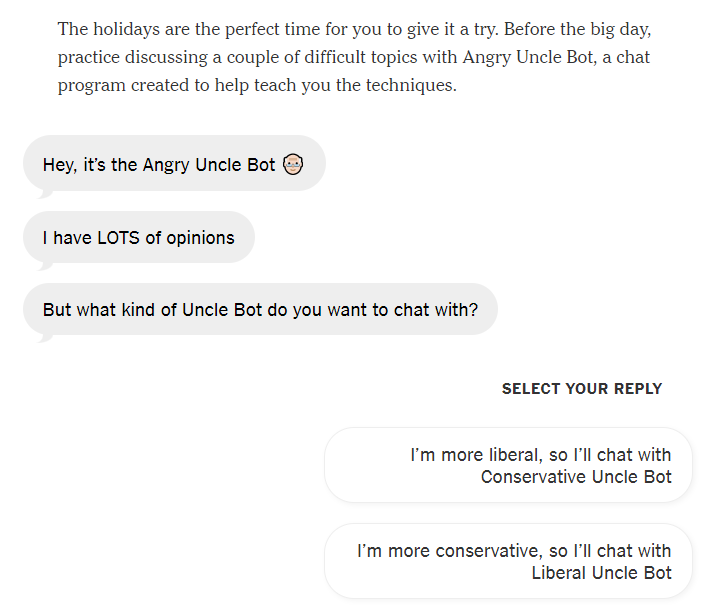 The holidays are the perfect time for you to give it a try. Before the big day,
practice discussing a couple of difficult topics with Angry Uncle Bot, a chat
program created to help teach you the techniques.
Hey, it’s the Angry Uncle Bot
I have LOTS of opinions
But what kind of Uncle Bot do you want to chat with?
SELECT YOUR REPLY
I’m more liberal, so I’ll chat with
Conservative Uncle Bot
I’m more conservative, so I’ll chat with
Liberal Uncle Bot